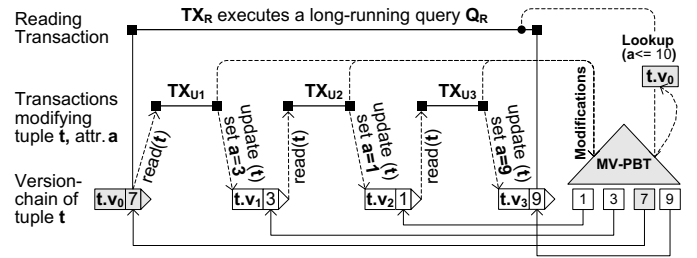 Reading
Transaction
TXR executes a long-running query QR
Lookup
(a<= 10)
t.v0
Transactions
modifying
tuple t, attr. a
TXU1
TXU2
TXU3
Modifications
read(t)
update (t)
set a=3
read(t)
update (t)
set a=1
read(t)
update (t)
set a=9
MV-PBT
Version-
chain of
tuple t
t.v0 7
t.v1 3
t.v2 1
t.v3 9
1 3 7 9